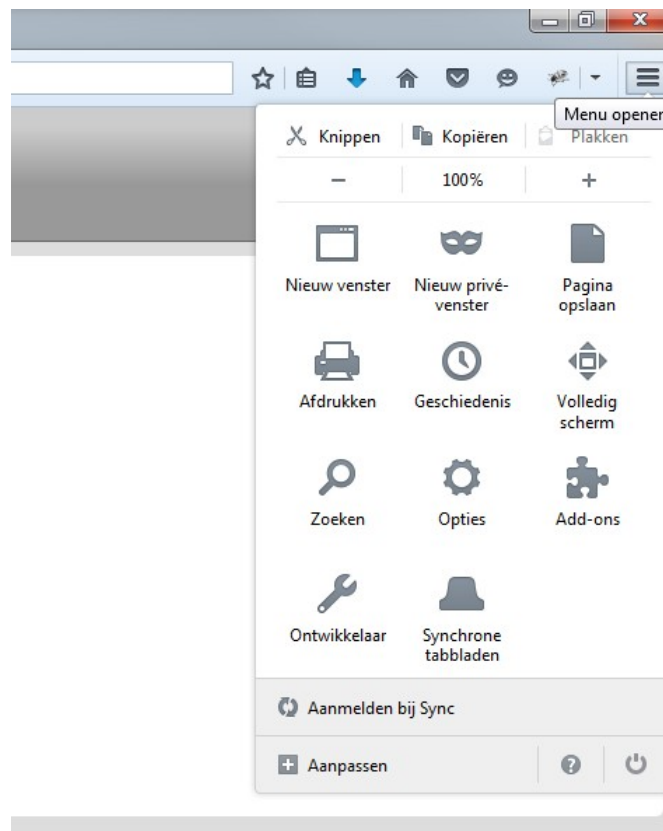 Menu openen
Knippen
Kopiëren
Plakken
100%
Nieuw venster
Nieuw privé-
venster
Pagina
opslaan
Afdrukken
Geschiedenis
Volledig
scherm
Zoeken
Opties
Add-ons
Ontwikkelaar
Synchrone
tabbladen
Aanmelden bij Sync
Aanpassen